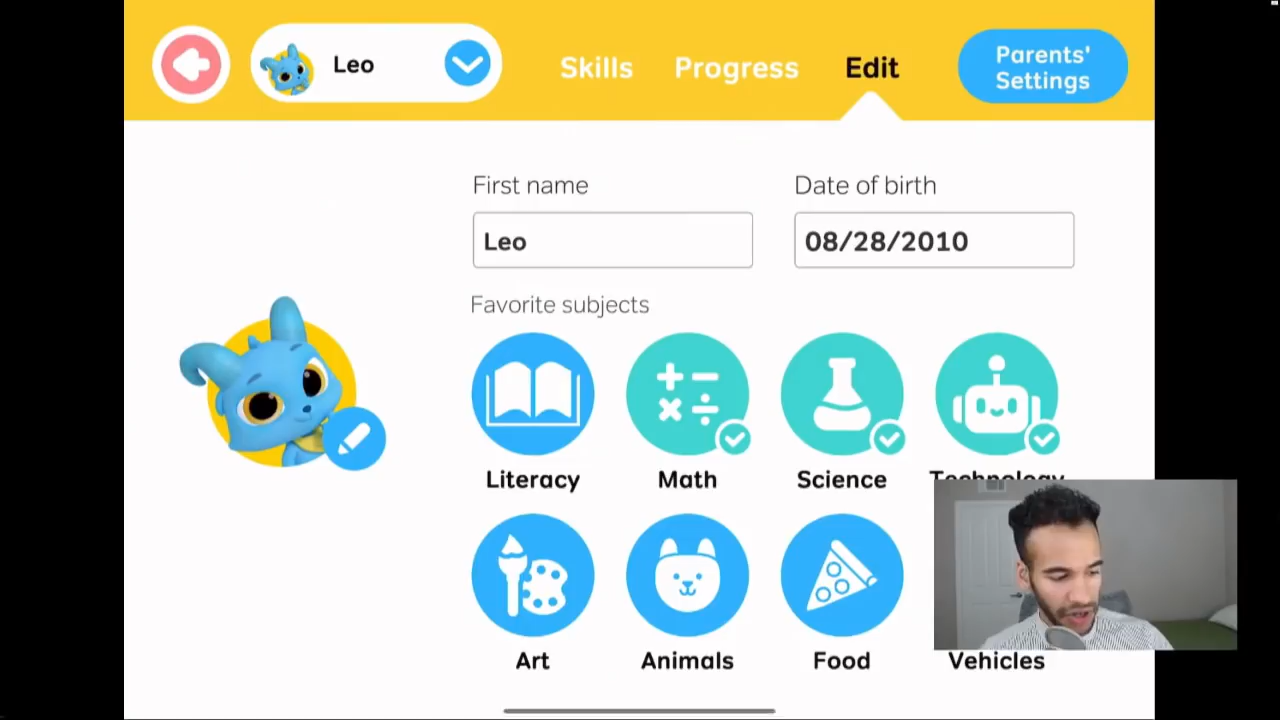 Leo
Skills
Progress
Edit
Parents'
Settings
First name
Date of birth
Leo
08/28/2010
Favorite subjects
Literacy
Math
Science
Technology
Art
Animals
Food
Vehicles